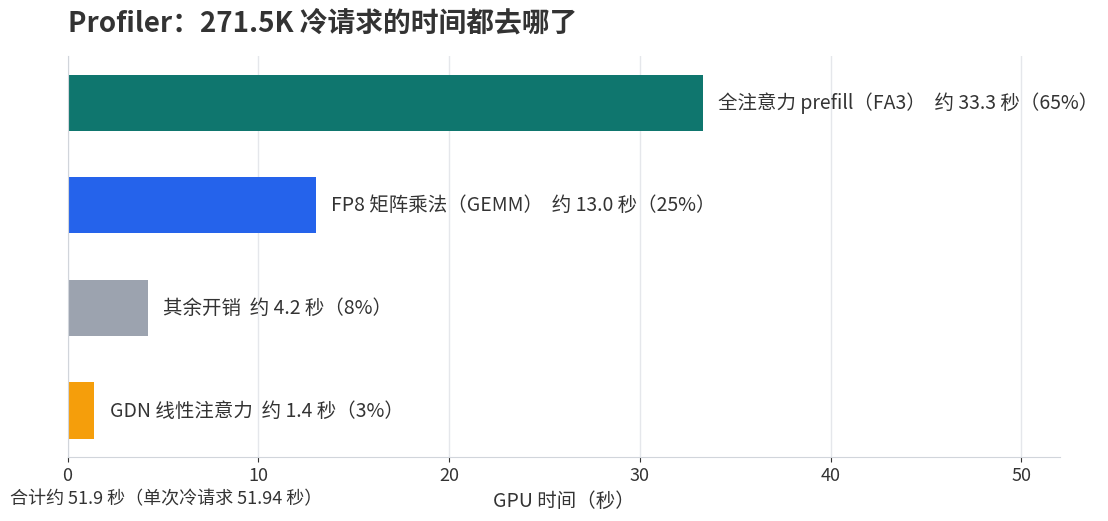 Profiler：271.5K 冷请求的时间都去哪了
全注意力 prefill（FA3） 约 33.3 秒（65%）
FP8 矩阵乘法（GEMM） 约 13.0 秒（25%）
其余开销 约 4.2 秒（8%）
GDN 线性注意力 约 1.4 秒（3%）
0 10 20 30 40 50
合计约 51.9 秒（单次冷请求 51.94 秒）
GPU 时间（秒）